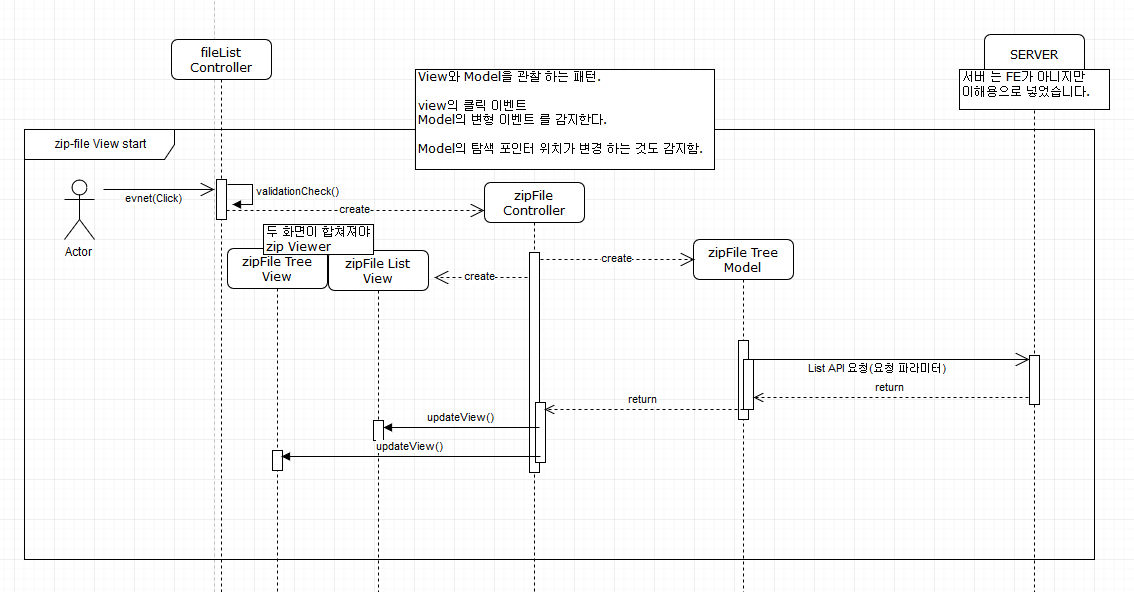 fileList
Controller
SERVER
서버 는 FE가 아니지만
이해용으로 넣었습니다.
View와 Model을 관찰 하는 패턴.
view의 클릭 이벤트
Model의 변형 이벤트 를 감지한다.
Model의 탐색 포인터 위치가 변경 하는 것도 감지함.
zip-file View start
evnet(Click)
Actor
validationCheck()
create
zipFile
Controller
두 화면이 합쳐져야
zip Viewer
zipFile Tree
View
zipFile List
View
create
create
zipFile Tree
Model
List API 요청(요청 파라미터)
return
return
updateView()
updateView()